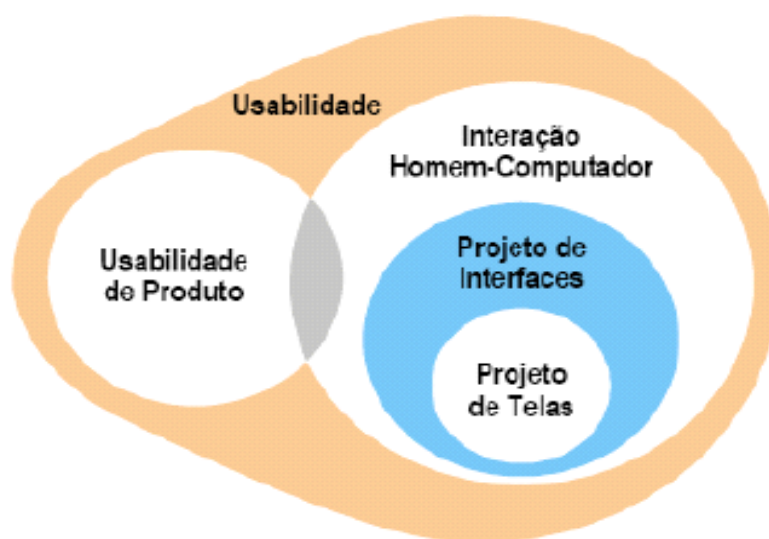 Usabilidade
Interação
Homem-Computador
Usabilidade
de Produto
Projeto de
Interfaces
Projeto
de Telas